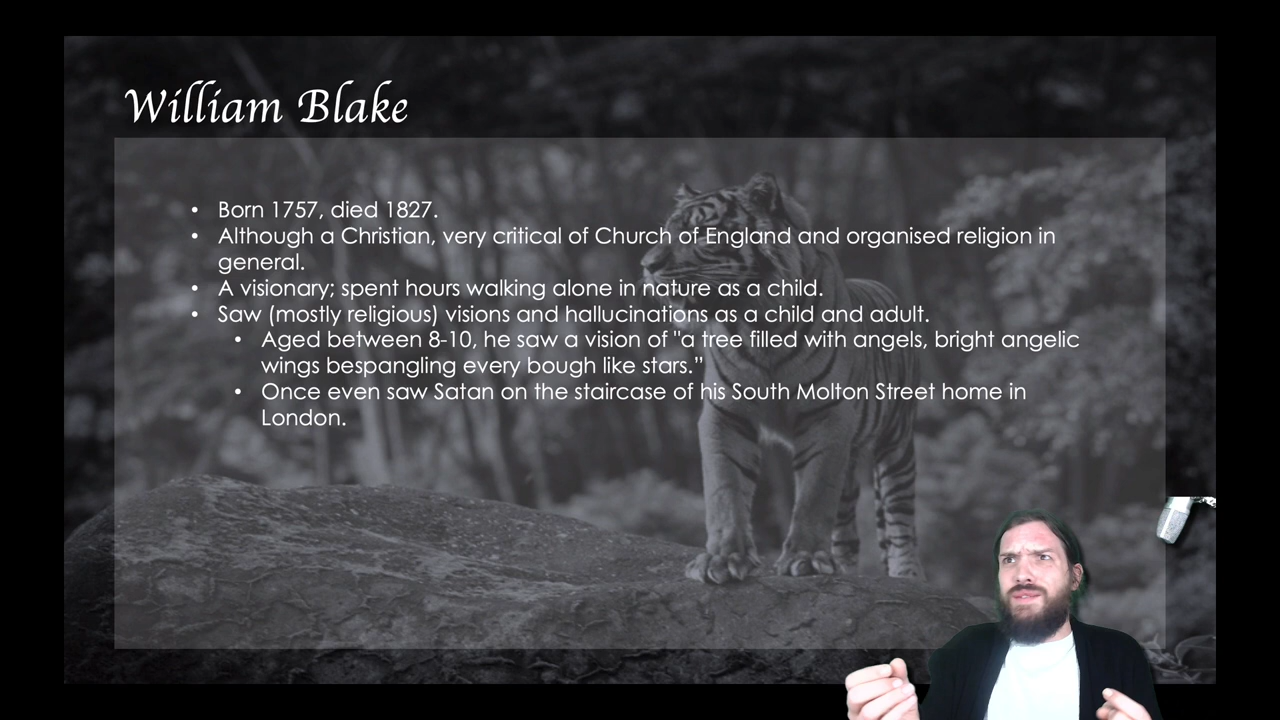 William Blake
• Born 1757, died 1827.
• Although a Christian, very critical of Church of England and organised religion in
general.
• A visionary; spent hours walking alone in nature as a child.
• Saw (mostly religious) visions and hallucinations as a child and adult.
• Aged between 8-10, he saw a vision of "a tree filled with angels, bright angelic
wings bespangling every bough like stars.”
• Once even saw Satan on the staircase of his South Molton Street home in
London.